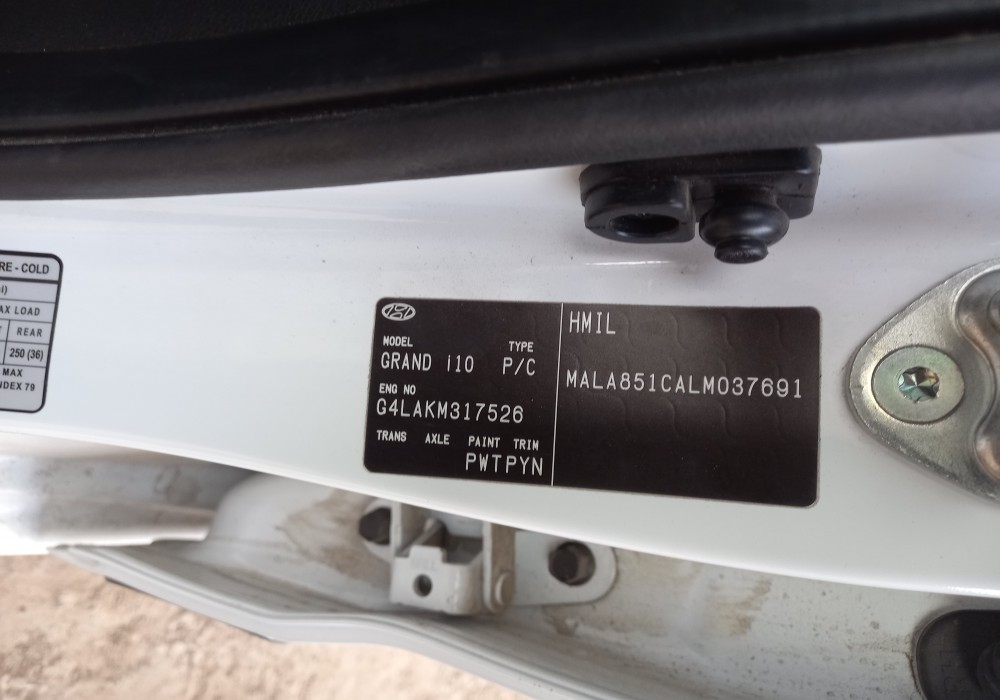 RE - COLD
AX LOAD
REAR
250 (36)
MAX
NDEX 79
MODEL TYPE
GRAND i10 P/C
ENG NO
G4LAKM317526
TRANS AXLE PAINT TRIM
PWTPYN
HMIL
MALA851CALM037691